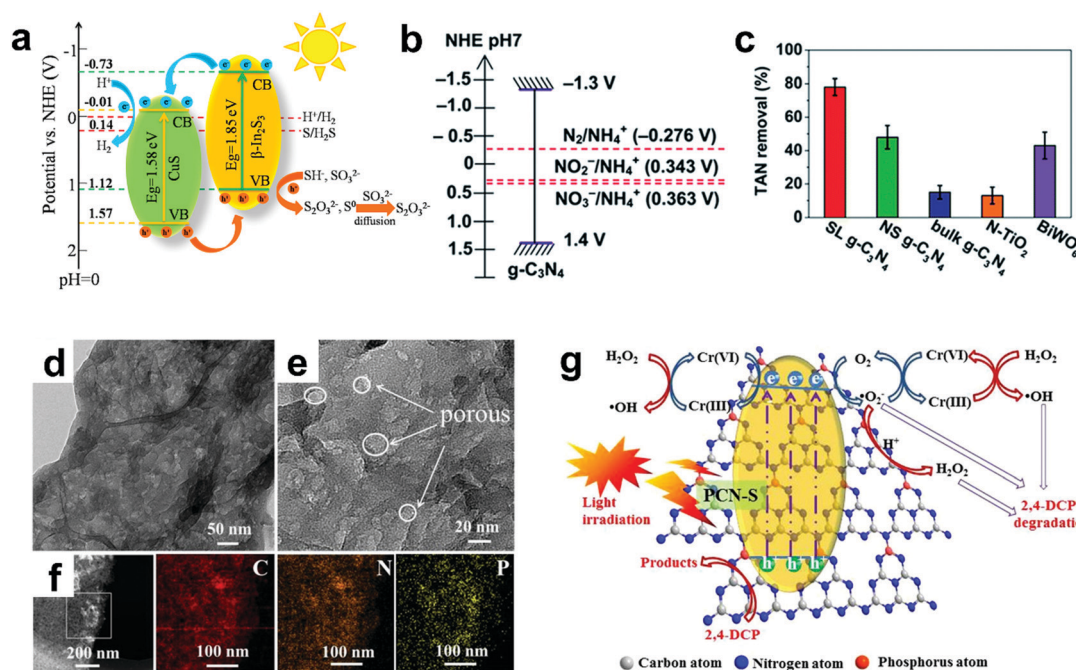 a
Potential vs. NHE (V)
-1
-0.73
-0.01
0
0.14
1
1.12
1.57
2
pH=0
H⁺
e
H₂
e e e
CB
Eg=1.58 eV
CuS
VB
h⁺ h⁺ h⁺
e e e
CB
Eg=1.85 eV
β-In₂S₃
VB
h⁺ h⁺ h⁺
H⁺/H₂
S/H₂S
SH⁻, SO₃²⁻
h⁺
S₂O₃²⁻, S⁰
SO₃²⁻
diffusion
S₂O₃²⁻
b
NHE pH7
−1.5
−1.0
− 0.5
0
0.5
1.0
1.5
−1.3 V
N₂/NH₄⁺ (−0.276 V)
NO₂⁻/NH₄⁺ (0.343 V)
NO₃⁻/NH₄⁺ (0.363 V)
1.4 V
g-C₃N₄
c
TAN removal (%)
100
80
60
40
20
0
SL g-C₃N₄
NS g-C₃N₄
bulk g-C₃N₄
N-TiO₂
BiWO₆
d
50 nm
e
porous
20 nm
f
200 nm
C
100 nm
N
100 nm
P
100 nm
g
H₂O₂
Cr(VI)
•OH
Cr(III)
e⁻ e⁻ e⁻
O₂
Cr(VI)
H₂O₂
•O₂⁻
Cr(III)
•OH
H⁺
H₂O₂
PCN-S
Light
irradiation
2,4-DCP
degradation
Products
h⁺ h⁺ h⁺
2,4-DCP
Carbon atom
Nitrogen atom
Phosphorus atom